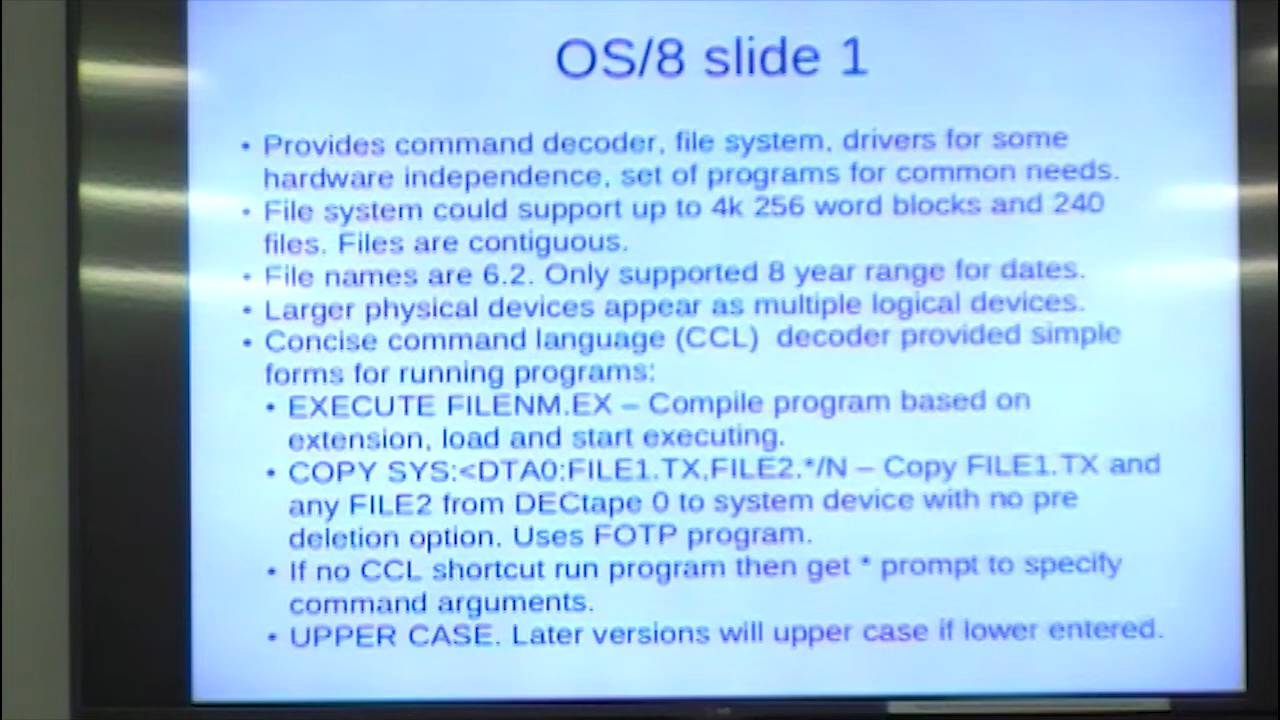 OS/8 slide 1
• Provides command decoder, file system, drivers for some
hardware independence, set of programs for common needs.
• File system could support up to 4k 256 word blocks and 240
files. Files are contiguous.
• File names are 6.2. Only supported 8 year range for dates.
• Larger physical devices appear as multiple logical devices.
• Concise command language (CCL) decoder provided simple
forms for running programs:
• EXECUTE FILENM.EX – Compile program based on
extension, load and start executing.
• COPY SYS:<DTA0:FILE1.TX,FILE2.*/N – Copy FILE1.TX and
any FILE2 from DECtape 0 to system device with no pre
deletion option. Uses FOTP program.
• If no CCL shortcut run program then get * prompt to specify
command arguments.
• UPPER CASE. Later versions will upper case if lower entered.